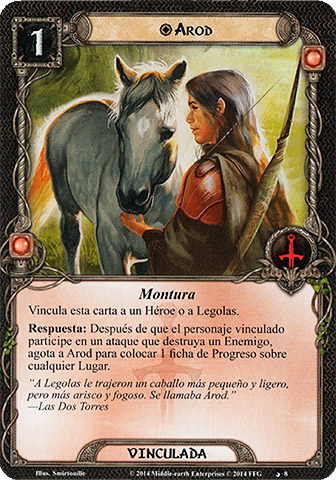 1
Arod
Montura
Vincula esta carta a un Héroe o a Legolas.
Respuesta: Después de que el personaje vinculado
participe en un ataque que destruya un Enemigo,
agota a Arod para colocar 1 ficha de Progreso sobre
cualquier Lugar.
“A Legolas le trajeron un caballo más pequeño y ligero,
pero más arisco y fogoso. Se llamaba Arod.”
—Las Dos Torres
VINCULADA
Illus. Smirtouille © 2014 Middle-earth Enterprises © 2014 FFG 8